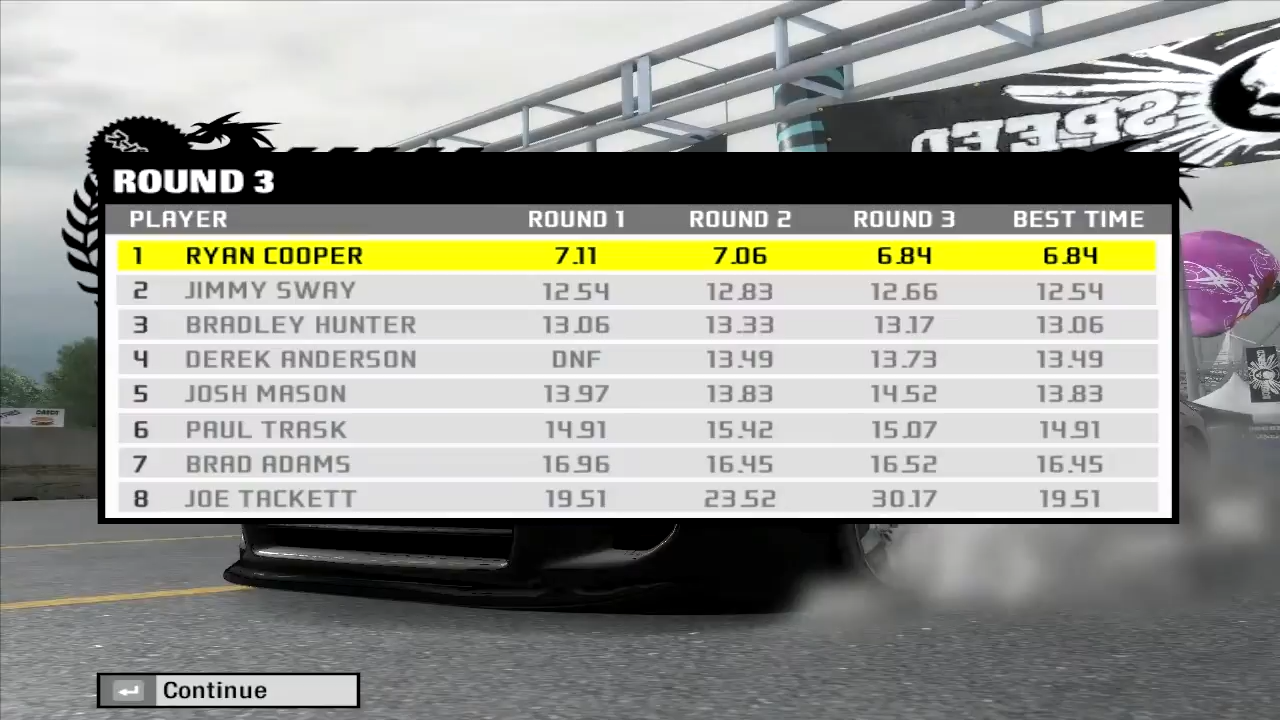 SPEED
ROUND 3
PLAYER ROUND 1 ROUND 2 ROUND 3 BEST TIME
1 RYAN COOPER 7.11 7.06 6.84 6.84
2 JIMMY SWAY 12.54 12.83 12.66 12.54
3 BRADLEY HUNTER 13.06 13.33 13.17 13.06
4 DEREK ANDERSON DNF 13.49 13.73 13.49
5 JOSH MASON 13.97 13.83 14.52 13.83
6 PAUL TRASK 14.91 15.42 15.07 14.91
7 BRAD ADAMS 16.96 16.45 16.52 16.45
8 JOE TACKETT 19.51 23.52 30.17 19.51
Continue